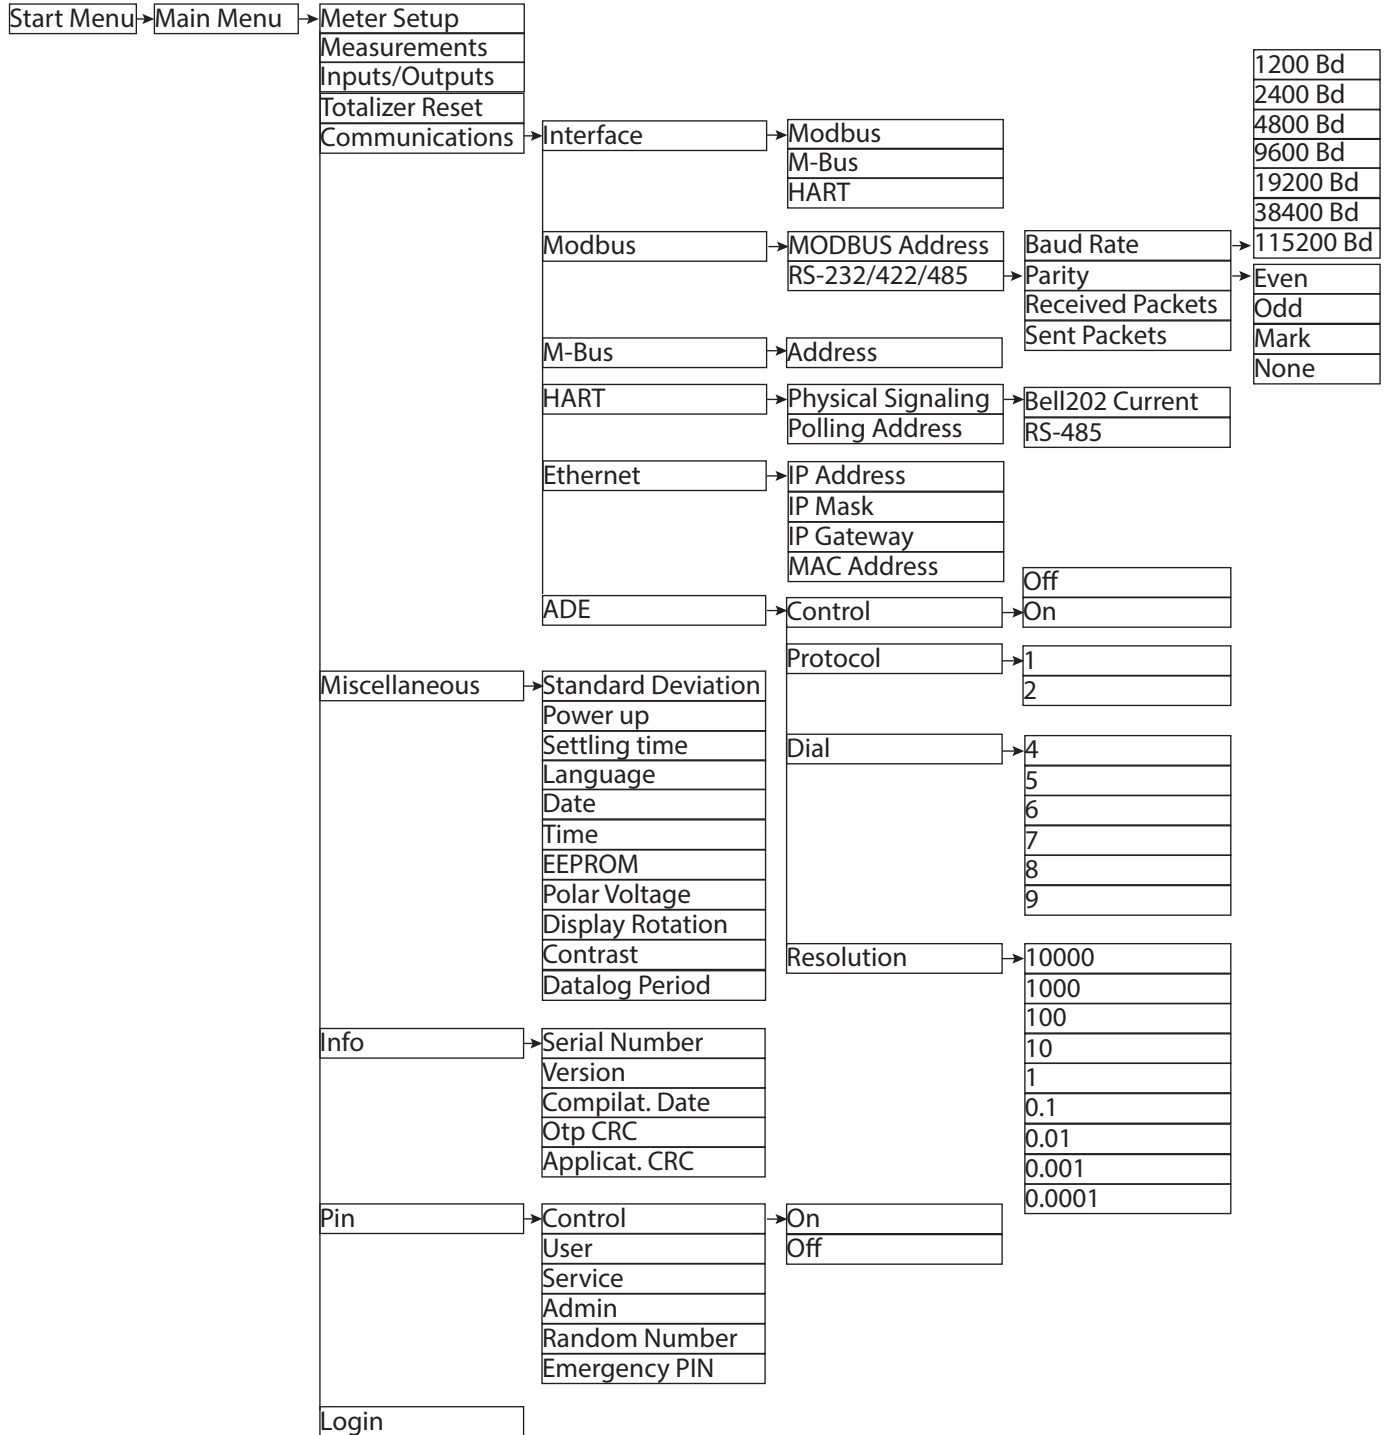 Start Menu
Main Menu
Meter Setup
Measurements
Inputs/Outputs
Totalizer Reset
Communications
Interface
Modbus
M-Bus
HART
Modbus
MODBUS Address
RS-232/422/485
Baud Rate
1200 Bd
2400 Bd
4800 Bd
9600 Bd
19200 Bd
38400 Bd
115200 Bd
Parity
Even
Odd
Mark
None
Received Packets
Sent Packets
M-Bus
Address
HART
Physical Signaling
Bell202 Current
RS-485
Polling Address
Ethernet
IP Address
IP Mask
IP Gateway
MAC Address
ADE
Control
Off
On
Protocol
1
2
Dial
4
5
6
7
8
9
Resolution
10000
1000
100
10
1
0.1
0.01
0.001
0.0001
Miscellaneous
Standard Deviation
Power up
Settling time
Language
Date
Time
EEPROM
Polar Voltage
Display Rotation
Contrast
Datalog Period
Info
Serial Number
Version
Compilat. Date
Otp CRC
Applicat. CRC
Pin
Control
On
Off
User
Service
Admin
Random Number
Emergency PIN
Login